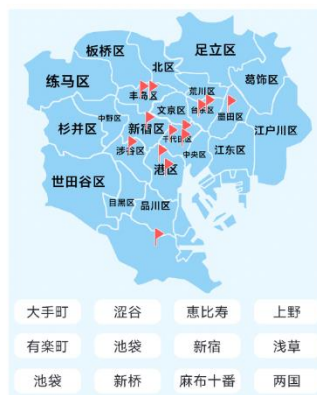 足立区
板桥区
北区
葛饰区
练马区
荒川区
丰岛区
台东区
文京区
墨田区
中野区
杉井区
新宿区
江户川区
千代田区
涉谷区
中央区
江东区
港区
世田谷区
目黑区
品川区
大手町 涩谷 恵比寿 上野
有楽町 池袋 新宿 浅草
池袋 新桥 麻布十番 两国